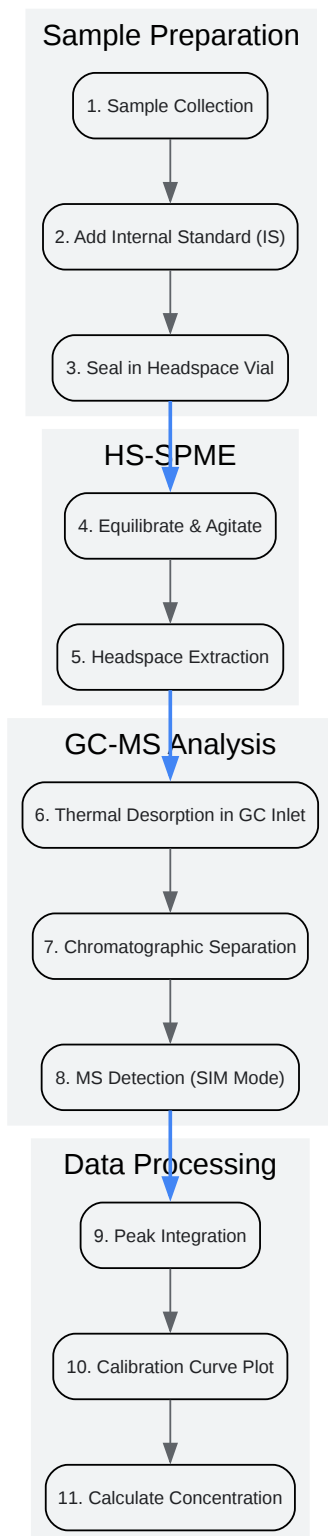 Sample Preparation
1. Sample Collection
2. Add Internal Standard (IS)
3. Seal in Headspace Vial
HS-SPME
4. Equilibrate & Agitate
5. Headspace Extraction
GC-MS Analysis
6. Thermal Desorption in GC Inlet
7. Chromatographic Separation
8. MS Detection (SIM Mode)
Data Processing
9. Peak Integration
10. Calibration Curve Plot
11. Calculate Concentration